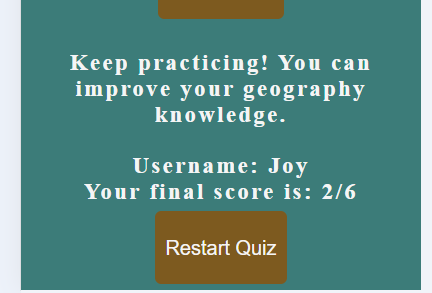 Keep practicing! You can
improve your geography
knowledge.
Username: Joy
Your final score is: 2/6
Restart Quiz